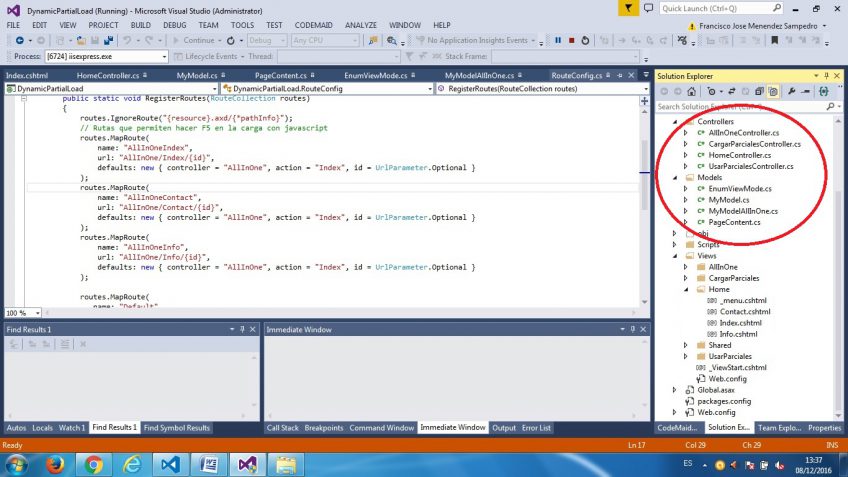 DynamicPartialLoad (Running) - Microsoft Visual Studio (Administrator)
Quick Launch (Ctrl+Q)
FILE EDIT VIEW PROJECT BUILD DEBUG TEAM TOOLS TEST CODEMAID ANALYZE WINDOW HELP
Francisco Jose Menendez Sampedro
Continue Debug No Application Insights Events
Process: [6724] iisexpress.exe Lifecycle Events Thread: Stack Frame:
Index.cshtml HomeController.cs MyModel.cs PageContent.cs EnumViewMode.cs MyModelAllInOne.cs RouteConfig.cs
DynamicPartialLoad DynamicPartialLoad.RouteConfig RegisterRoutes(RouteCollection routes)
public static void RegisterRoutes(RouteCollection routes)
{
routes.IgnoreRoute("{resource}.axd/{*pathInfo}");
// Rutas que permiten hacer F5 en la carga con javascript
routes.MapRoute(
name: "AllInOneIndex",
url: "AllInOne/Index/{id}",
defaults: new { controller = "AllInOne", action = "Index", id = UrlParameter.Optional }
);
routes.MapRoute(
name: "AllInOneContact",
url: "AllInOne/Contact/{id}",
defaults: new { controller = "AllInOne", action = "Index", id = UrlParameter.Optional }
);
routes.MapRoute(
name: "AllInOneInfo",
url: "AllInOne/Info/{id}",
defaults: new { controller = "AllInOne", action = "Index", id = UrlParameter.Optional }
);
routes.MapRoute(
name: "Default"
100 %
Solution Explorer
Search Solution Explorer (Ctrl+
Controllers
AllInOneController.cs
CargarParcialesController.cs
HomeController.cs
UsarParcialesController.cs
Models
EnumViewMode.cs
MyModel.cs
MyModelAllInOne.cs
PageContent.cs
obj
Scripts
Views
AllInOne
CargarParciales
Home
_menu.cshtml
Contact.cshtml
Index.cshtml
Info.cshtml
Shared
UsarParciales
_ViewStart.cshtml
Web.config
Global.asax
packages.config
Web.config
CodeMaid... Solution Ex... Team Explo... Properties
Find Results 1
Immediate Window
Autos Locals Watch 1 Find Results 1 Find Symbol Results
Call Stack Breakpoints Command Window Immediate Window Output Error List
Ready Ln 17 Col 29 Ch 29 INS
ES
13:37
08/12/2016